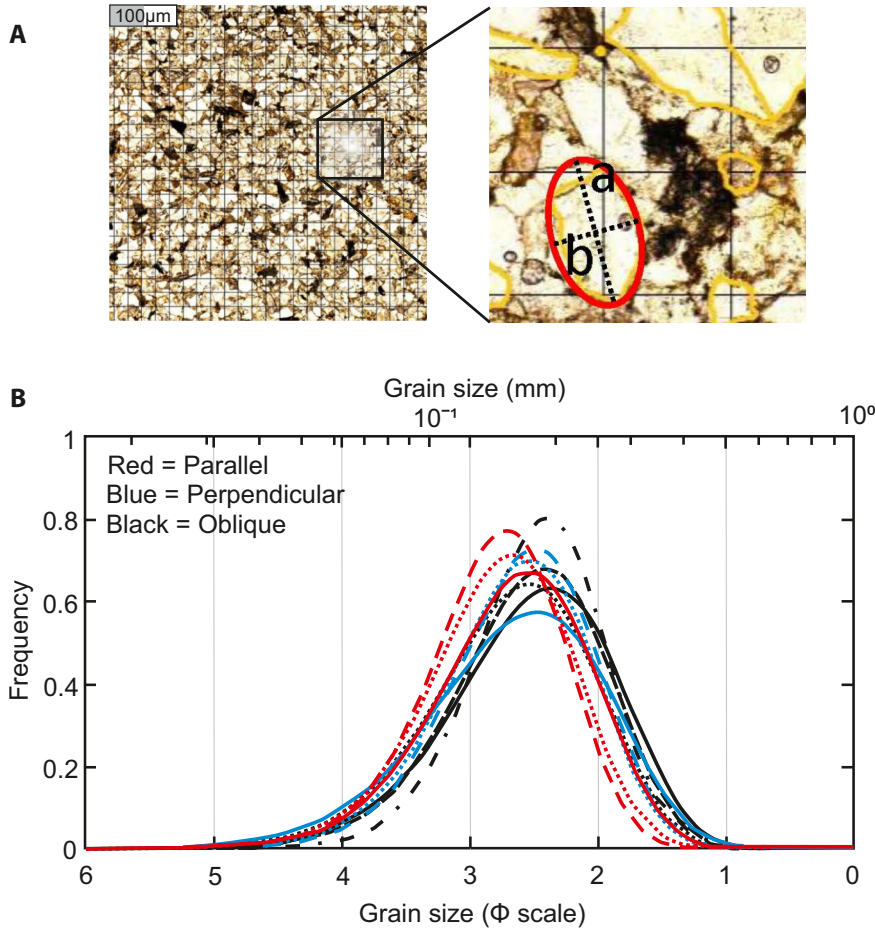 A
100μm
a
b
B
Grain size (mm)
10⁻¹
10⁰
1
Red = Parallel
Blue = Perpendicular
Black = Oblique
0.8
0.6
0.4
0.2
0
Frequency
6 5 4 3 2 1 0
Grain size (Φ scale)